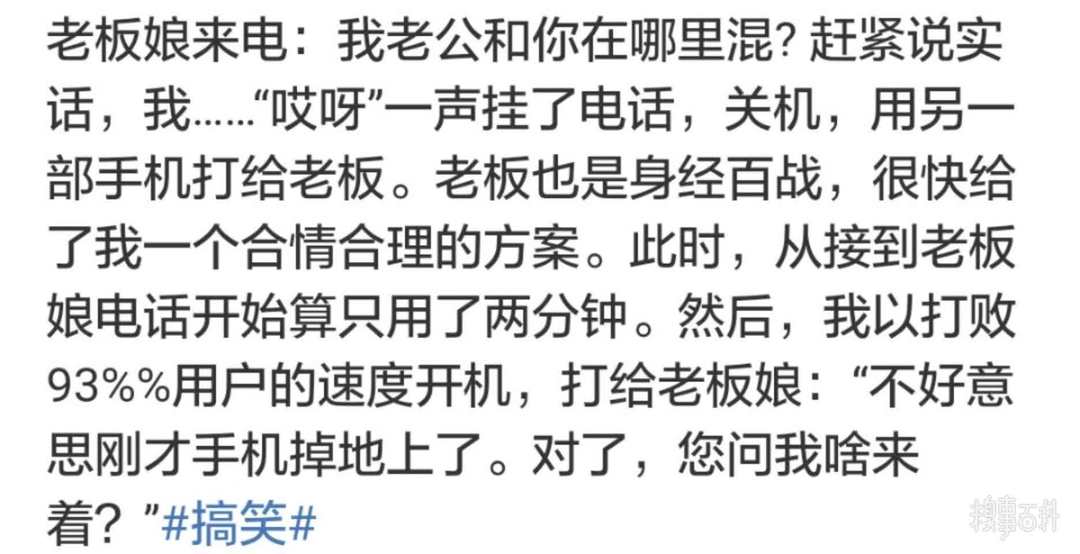 老板娘来电：我老公和你在哪里混？赶紧说实
话，我……“哎呀”一声挂了电话，关机，用另一
部手机打给老板。老板也是身经百战，很快给
了我一个合情合理的方案。此时，从接到老板
娘电话开始算只用了两分钟。然后，我以打败
93%%用户的速度开机，打给老板娘：“不好意
思刚才手机掉地上了。对了，您问我啥来
着？”#搞笑#
糗事百科